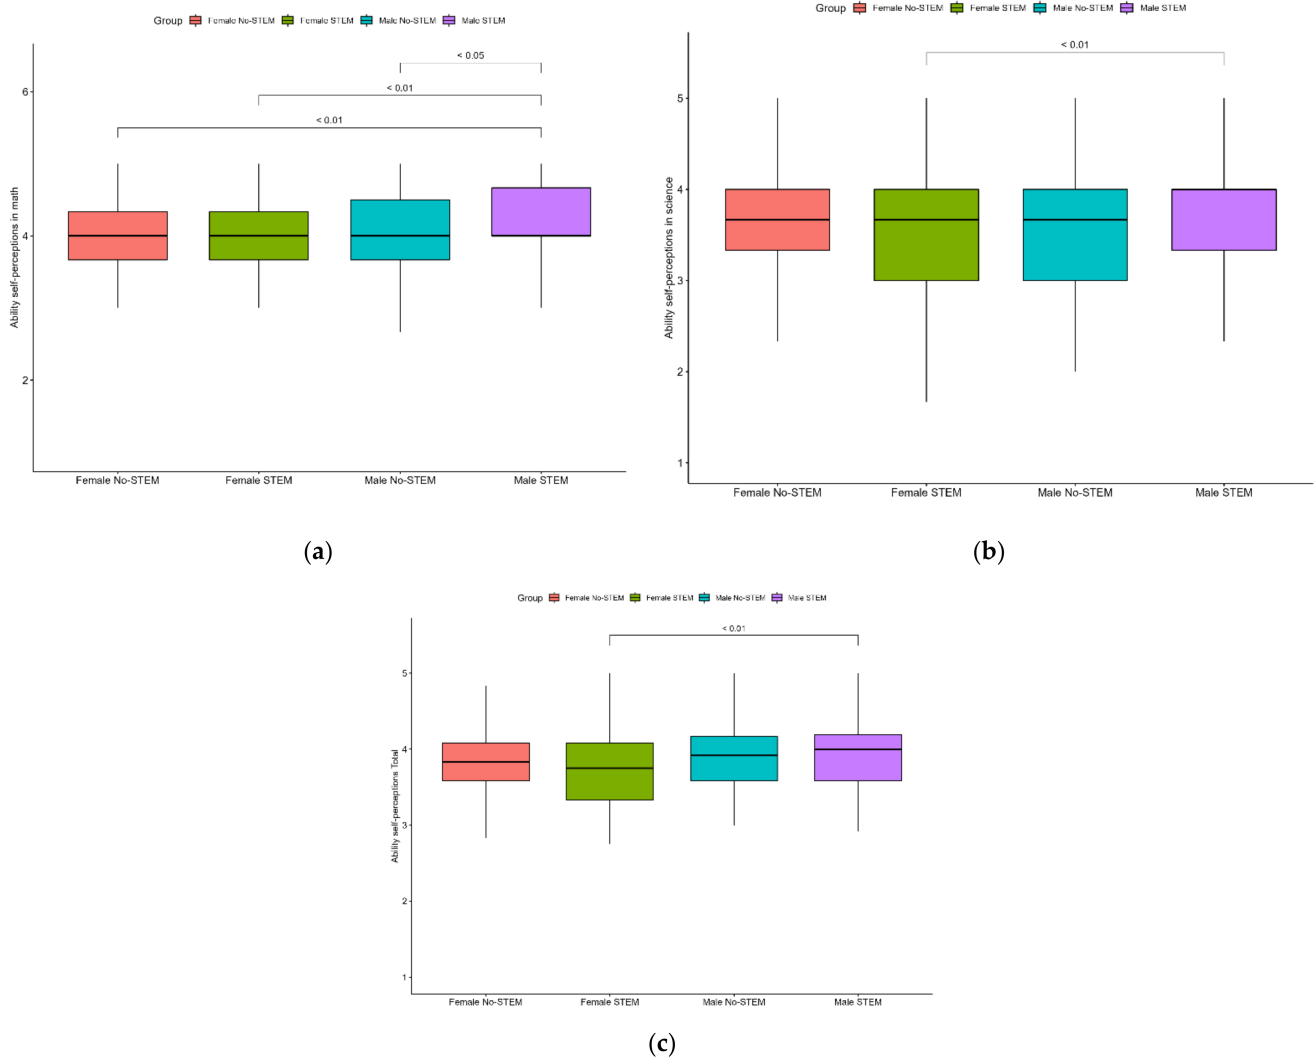 Group Female No-STEM Female STEM Male No-STEM Male STEM
< 0.05
< 0.01
< 0.01
6
4
2
Ability self-perceptions in math
Female No-STEM Female STEM Male No-STEM Male STEM
(a)
Group Female No-STEM Female STEM Male No-STEM Male STEM
< 0.01
5
4
3
2
1
Ability self-perceptions in science
Female No-STEM Female STEM Male No-STEM Male STEM
(b)
Group Female No-STEM Female STEM Male No-STEM Male STEM
< 0.01
5
4
3
2
1
Ability self-perceptions Total
Female No-STEM Female STEM Male No-STEM Male STEM
(c)